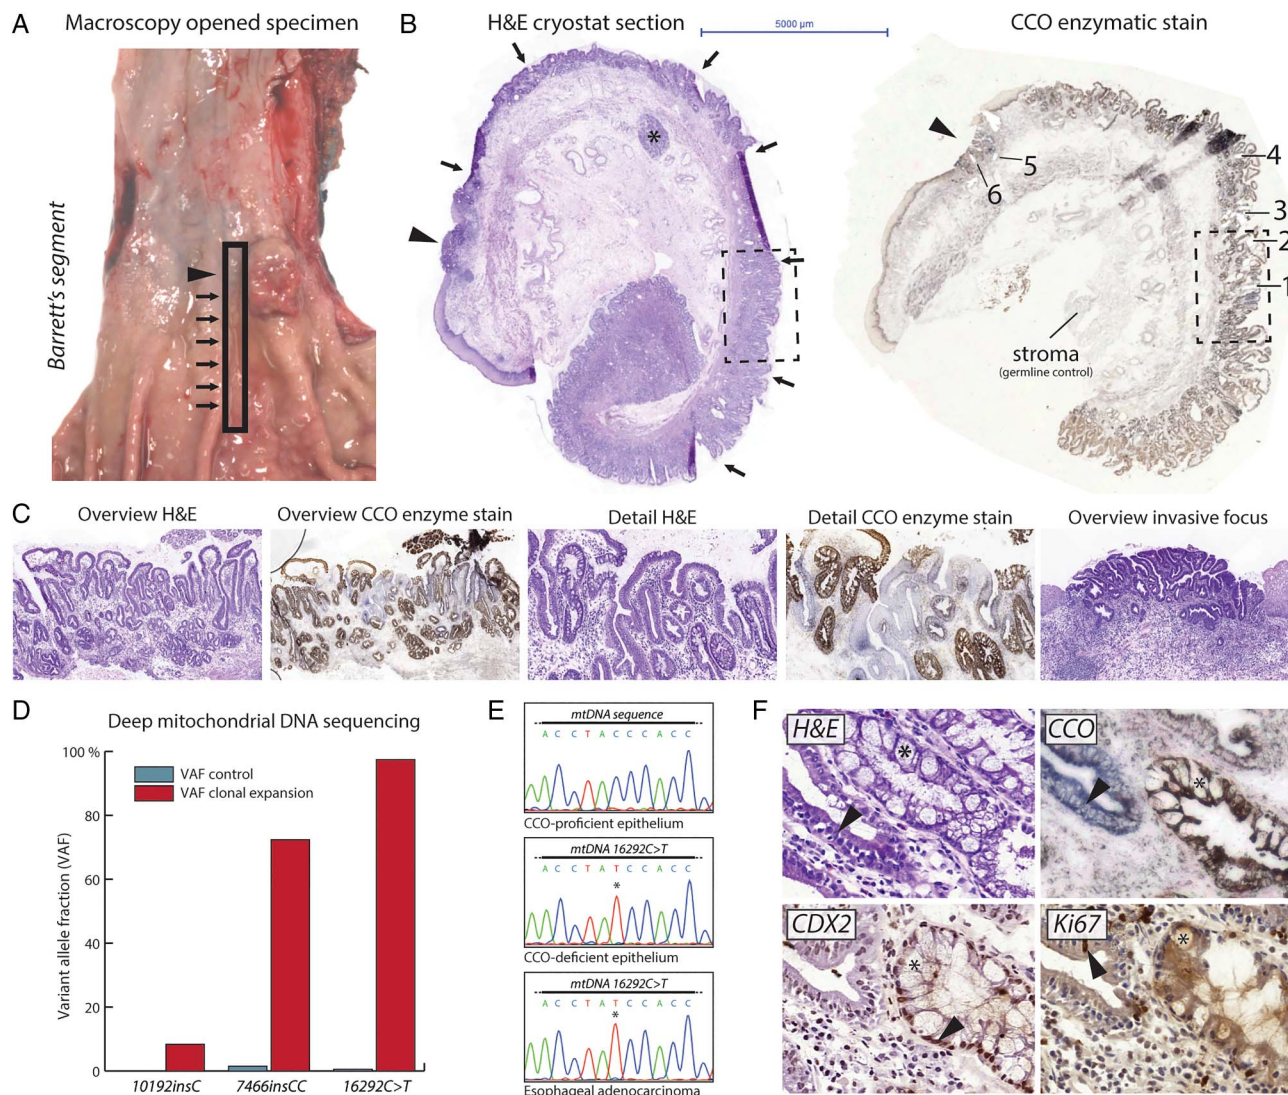 A
Macroscopy opened specimen
Barrett's segment
B
H&E cryostat section
5000 µm
CCO enzymatic stain
*
5
6
4
3
2
1
stroma
(germline control)
C
Overview H&E
Overview CCO enzyme stain
Detail H&E
Detail CCO enzyme stain
Overview invasive focus
D
Deep mitochondrial DNA sequencing
Variant allele fraction (VAF)
100 %
80
60
40
20
0
VAF control
VAF clonal expansion
10192insC
7466insCC
16292C>T
E
mtDNA sequence
A C C T A C C C A C C
CCO-proficient epithelium
mtDNA 16292C>T
A C C T A T C C A C C
*
CCO-deficient epithelium
mtDNA 16292C>T
A C C T A T C C A C C
*
Esophageal adenocarcinoma
F
H&E
*
CCO
*
CDX2
*
Ki67
*